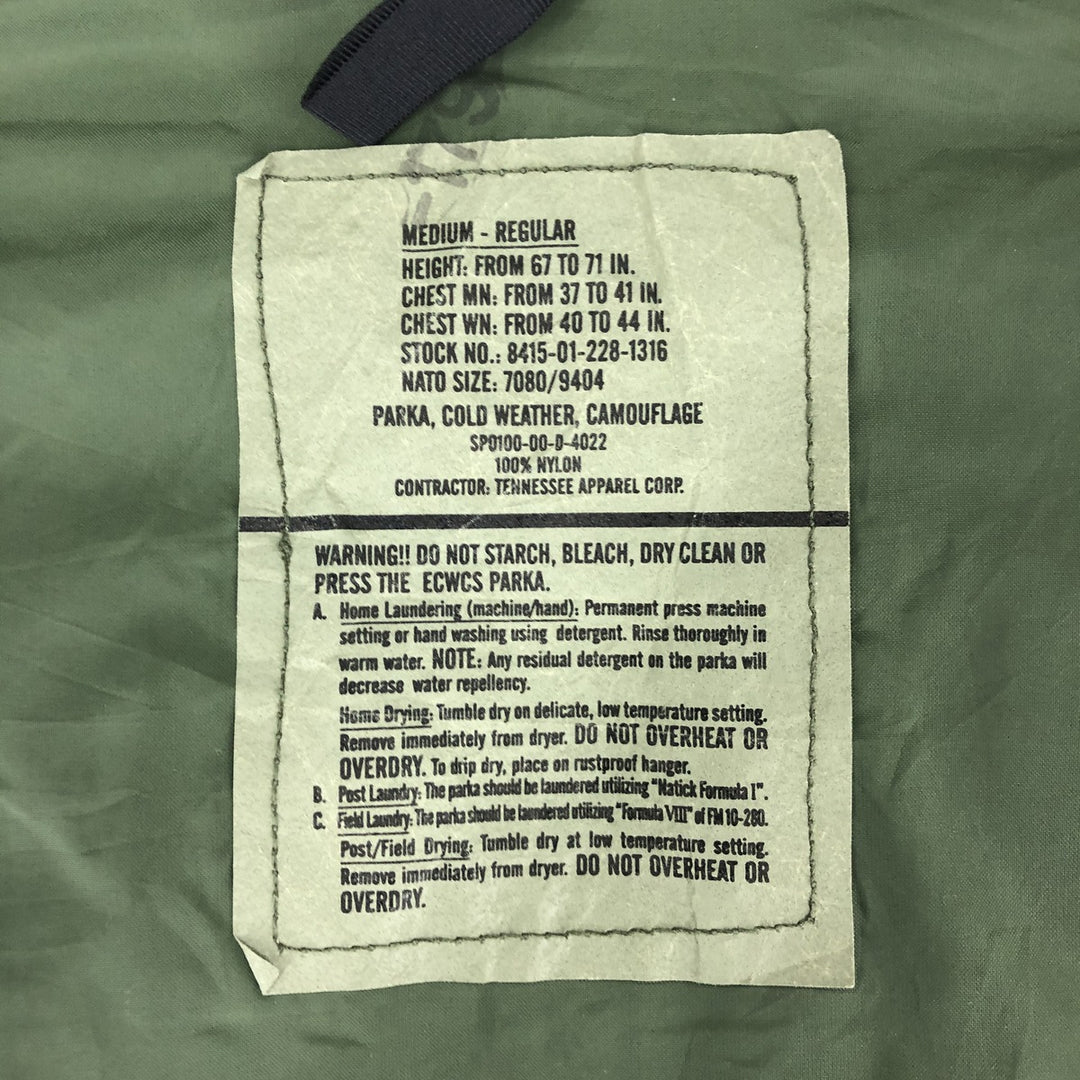 MEDIUM - REGULAR
HEIGHT: FROM 67 TO 71 IN.
CHEST MN: FROM 37 TO 41 IN.
CHEST WN: FROM 40 TO 44 IN.
STOCK NO.: 8415-01-228-1316
NATO SIZE: 7080/9404
PARKA, COLD WEATHER, CAMOUFLAGE
SPO100-00-D-4022
100% NYLON
CONTRACTOR: TENNESSEE APPAREL CORP.
WARNING!! DO NOT STARCH, BLEACH, DRY CLEAN OR
PRESS THE ECWCS PARKA.
A. Home Laundering (machine/hand): Permanent press machine
setting or hand washing using detergent. Rinse thoroughly in
warm water. NOTE: Any residual detergent on the parka will
decrease water repellency.
Home Drying: Tumble dry on delicate, low temperature setting.
Remove immediately from dryer. DO NOT OVERHEAT OR
OVERDRY. To drip dry, place on rustproof hanger.
B. Post Laundry: The parka should be laundered utilizing "Natick Formula I".
C. Field Laundry: The parka should be laundered utilizing "Formula VIII" of FM 10-280.
Post/Field Drying: Tumble dry at low temperature setting.
Remove immediately from dryer. DO NOT OVERHEAT OR
OVERDRY.